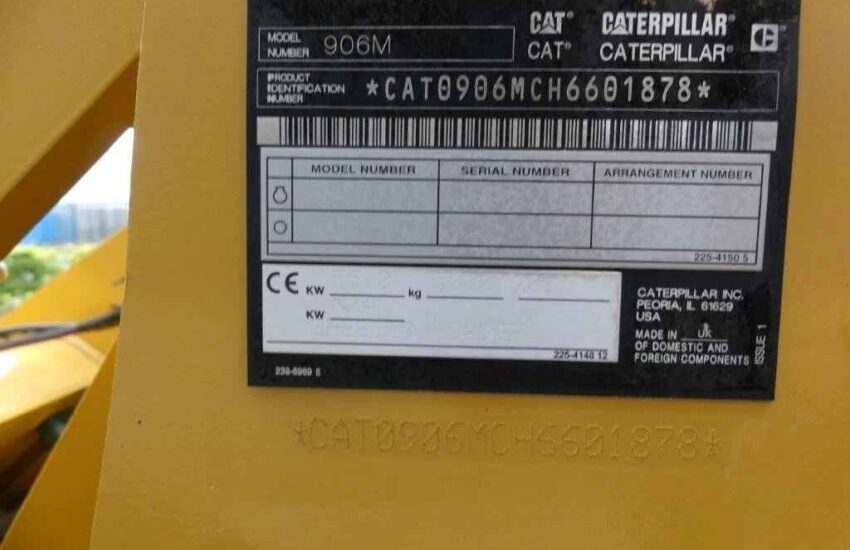 CAT® CATERPILLAR®
MODEL NUMBER 906M CAT® CATERPILLAR®
PRODUCT IDENTIFICATION NUMBER *CAT0906MCH6601878*
MODEL NUMBER SERIAL NUMBER ARRANGEMENT NUMBER
225-4150 5
CE KW kg
KW
225-4148 12
CATERPILLAR INC.
PEORIA, IL 61629
USA
MADE IN UK
OF DOMESTIC AND
FOREIGN COMPONENTS
ISSUE 1
239-6969 5
*CAT0906MCH6601878*